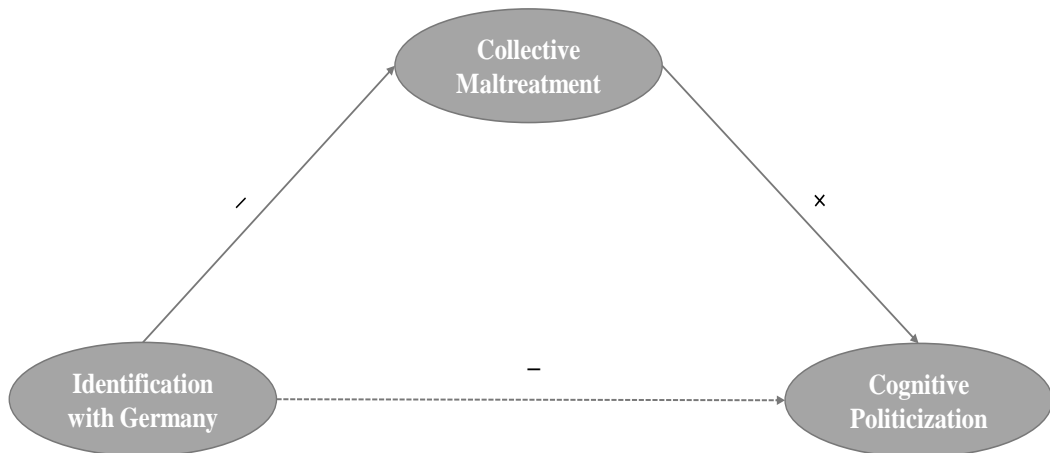 Collective
Maltreatment
−
+
−
Identification
with Germany
Cognitive
Politicization